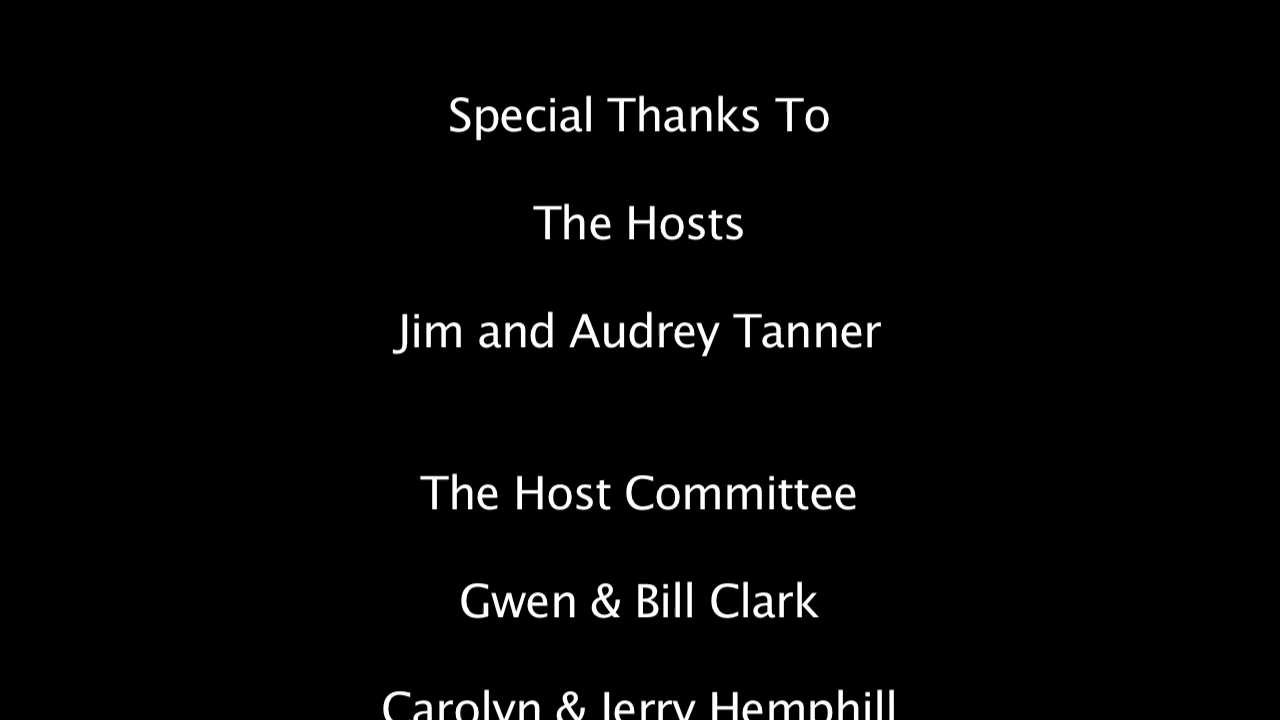 Special Thanks To
The Hosts
Jim and Audrey Tanner
The Host Committee
Gwen & Bill Clark
Carolyn & Jerry Hemphill